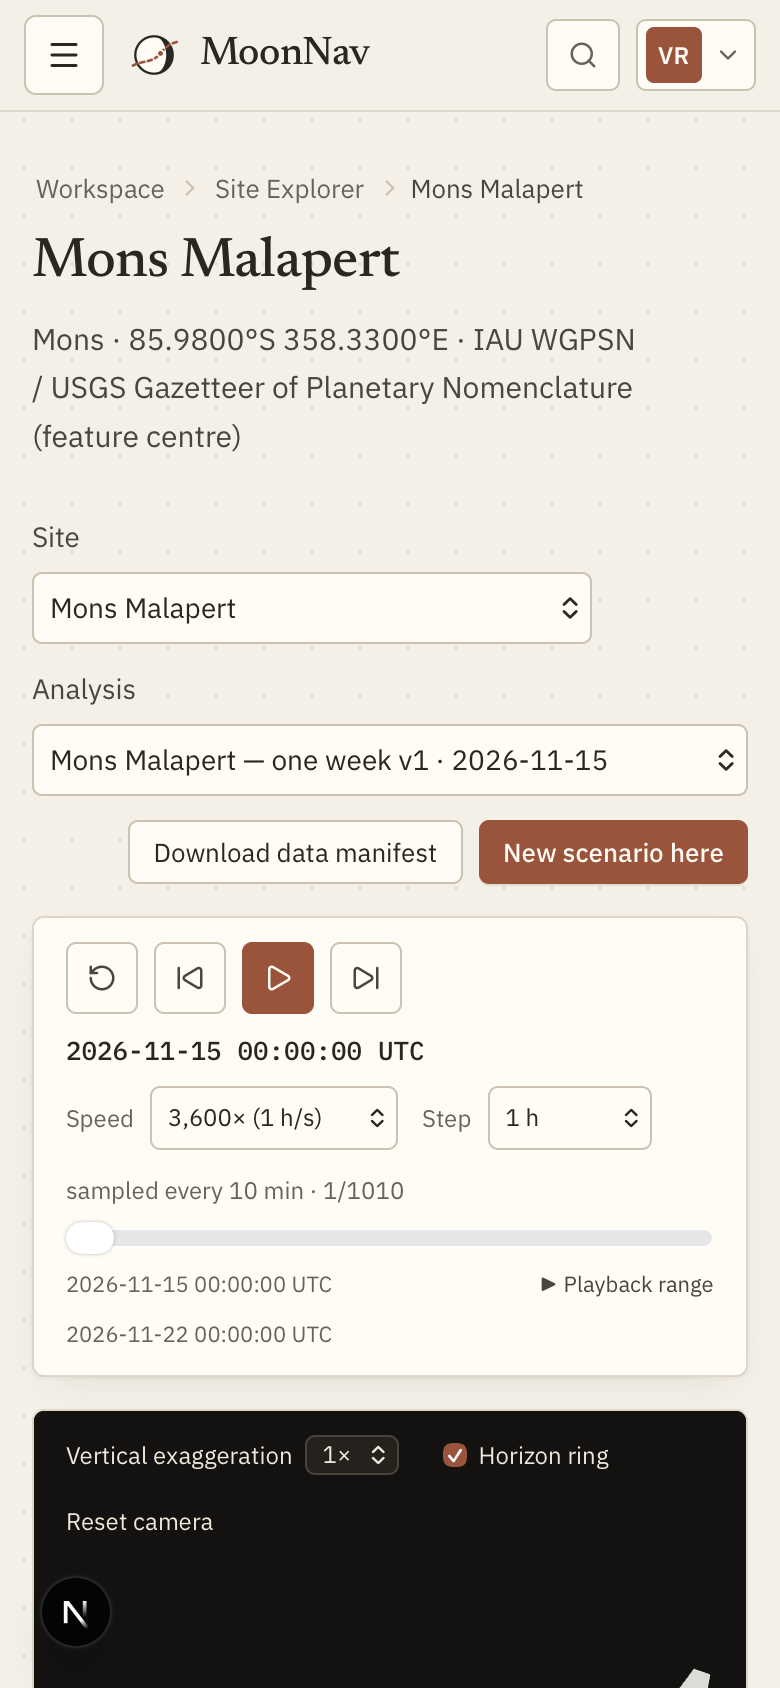 MoonNav
VR
Workspace > Site Explorer > Mons Malapert
Mons Malapert
Mons · 85.9800°S 358.3300°E · IAU WGPSN
/ USGS Gazetteer of Planetary Nomenclature
(feature centre)
Site
Mons Malapert
Analysis
Mons Malapert — one week v1 · 2026-11-15
Download data manifest
New scenario here
2026-11-15 00:00:00 UTC
Speed 3,600× (1 h/s) Step 1 h
sampled every 10 min · 1/1010
2026-11-15 00:00:00 UTC
Playback range
2026-11-22 00:00:00 UTC
Vertical exaggeration 1× Horizon ring
Reset camera
N